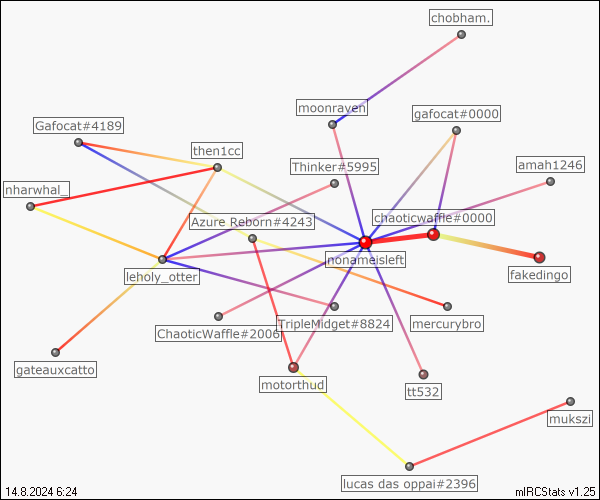 chobham.
moonraven
gafocat#0000
Gafocat#4189
then1cc
Thinker#5995
amah1246
nharwhal_
Azure Reborn#4243
chaoticwaffle#0000
nonameisleft
leholy_otter
fakedingo
ChaoticWaffle#2006
TripleMidget#8824
mercurybro
gateauxcatto
motorthud
tt532
mukszi
lucas das oppai#2396
14.8.2024 6:24
mIRCStats v1.25